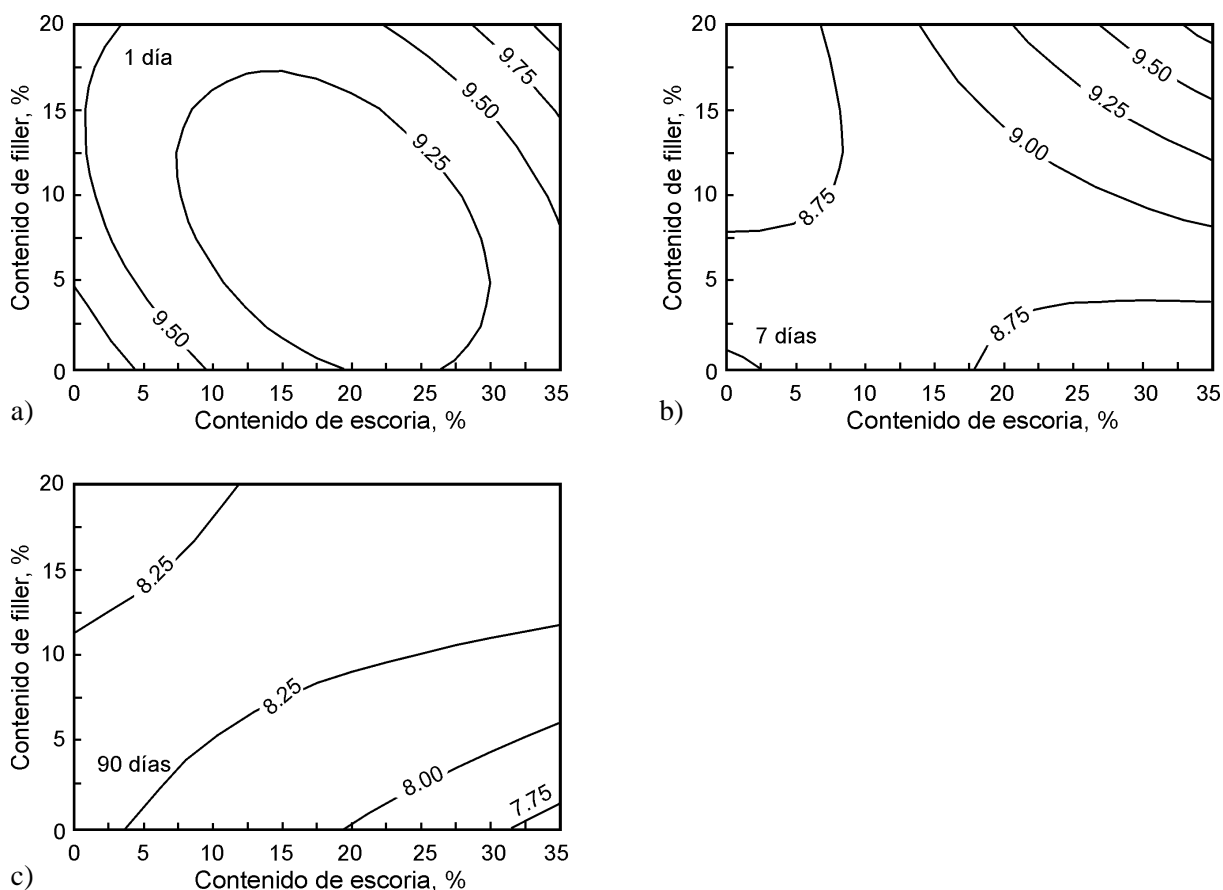 20
15
10
5
0
Contenido de filler, %
1 día
9.75
9.50
9.25
9.50
0 5 10 15 20 25 30 35
Contenido de escoria, %
a)
20
15
10
5
0
Contenido de filler, %
9.50
9.25
9.00
8.75
8.75
7 días
0 5 10 15 20 25 30 35
Contenido de escoria, %
b)
20
15
10
5
0
Contenido de filler, %
8.25
8.25
90 días
8.00
7.75
0 5 10 15 20 25 30 35
Contenido de escoria, %
c)